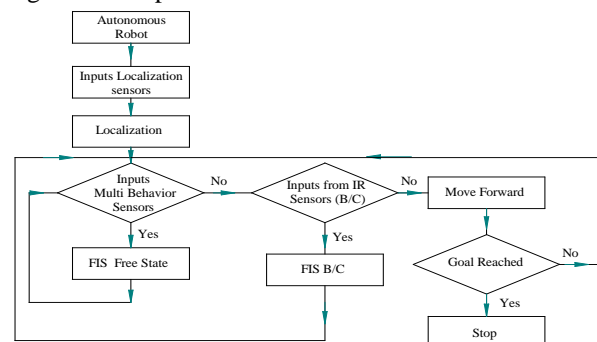 Autonomous
Robot
Inputs Localization
sensors
Localization
Inputs
Multi Behavior
Sensors
No
Inputs from IR
Sensors (B/C)
No
Move Forward
Yes
FIS Free State
Yes
FIS B/C
Goal Reached
No
Yes
Stop